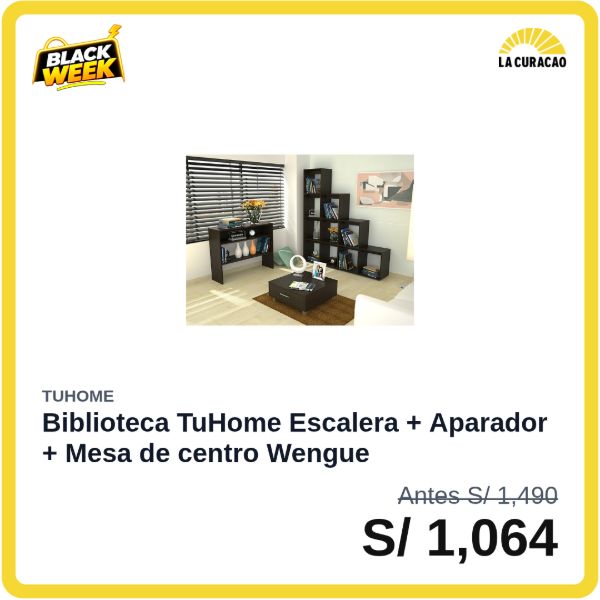 BLACK
WEEK
LA CURACAO
TUHOME
Biblioteca TuHome Escalera + Aparador
+ Mesa de centro Wengue
Antes S/ 1,490
S/ 1,064